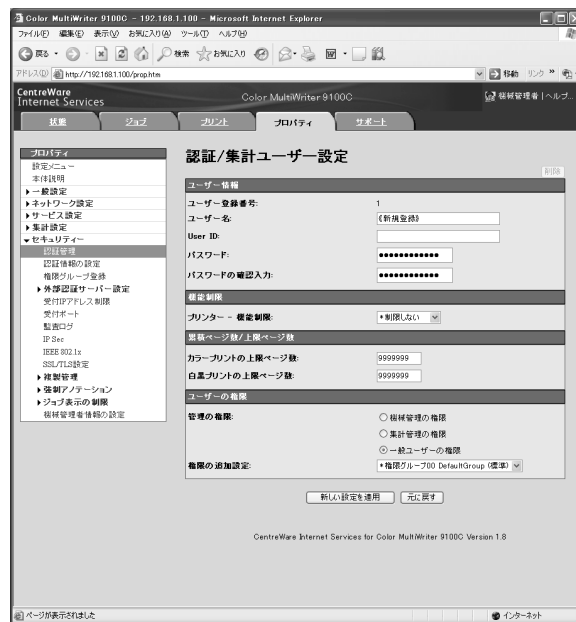 Color MultiWriter 9100C - 192.168.1.100 - Microsoft Internet Explorer
ファイル(F) 編集(E) 表示(V) お気に入り(A) ツール(T) ヘルプ(H)
戻る 検索 お気に入り
アドレス(D) http://192.168.1.100/prop.htm 移動 リンク »
CentreWare
Internet Services
Color MultiWriter 9100C
機械管理者 | ヘルプ...
状態 ジョブ プリント プロパティ サポート
プロパティ
設定メニュー
本体説明
一般設定
ネットワーク設定
サービス設定
集計設定
セキュリティー
認証管理
認証情報の設定
権限グループ登録
外部認証サーバー設定
受付IPアドレス制限
受付ポート
監査ログ
IP Sec
IEEE 802.1x
SSL/TLS設定
複製管理
強制アノテーション
ジョブ表示の制限
機械管理者情報の設定
認証/集計ユーザー設定
削除
ユーザー情報
ユーザー登録番号: 1
ユーザー名: (新規登録)
User ID:
パスワード: ●●●●●●●●●●●●
パスワードの確認入力: ●●●●●●●●●●●●
機能制限
プリンター - 機能制限: *制限しない
累積ページ数/上限ページ数
カラープリントの上限ページ数: 9999999
白黒プリントの上限ページ数: 9999999
ユーザーの権限
管理の権限: 機械管理の権限
集計管理の権限
一般ユーザーの権限
権限の追加設定: *権限グループ00 DefaultGroup (標準)
新しい設定を適用 元に戻す
CentreWare Internet Services for Color MultiWriter 9100C Version 1.8
ページが表示されました インターネット